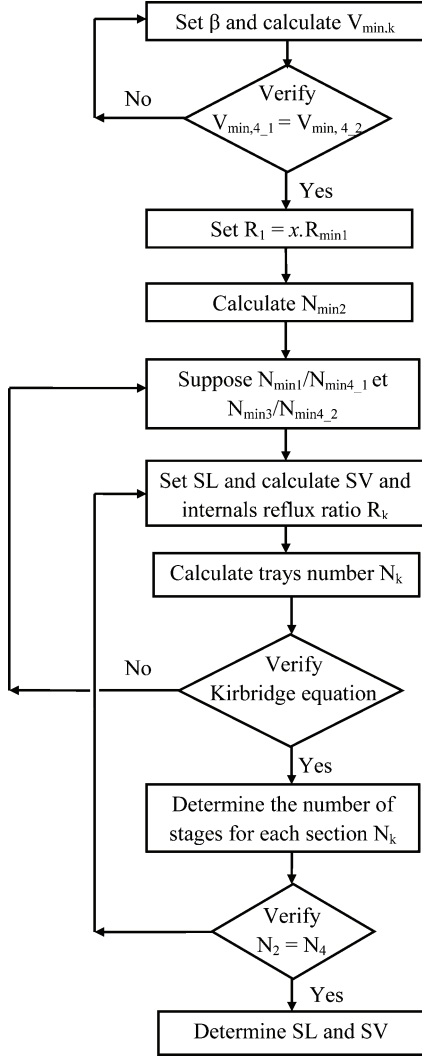 Set β and calculate V_min.k
No
Verify
V_min,4_1 = V_min, 4_2
Yes
Set R_1 = x.R_min1
Calculate N_min2
Suppose N_min1/N_min4_1 et
N_min3/N_min4_2
Set SL and calculate SV and
internals reflux ratio R_k
Calculate trays number N_k
No
Verify
Kirbridge equation
Yes
Determine the number of
stages for each section N_k
Verify
N_2 = N_4
Yes
Determine SL and SV